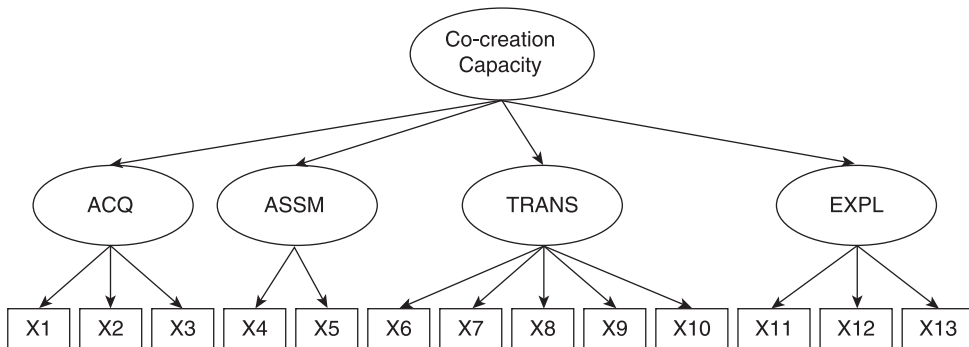 Co-creation
Capacity
ACQ
ASSM
TRANS
EXPL
X1
X2
X3
X4
X5
X6
X7
X8
X9
X10
X11
X12
X13